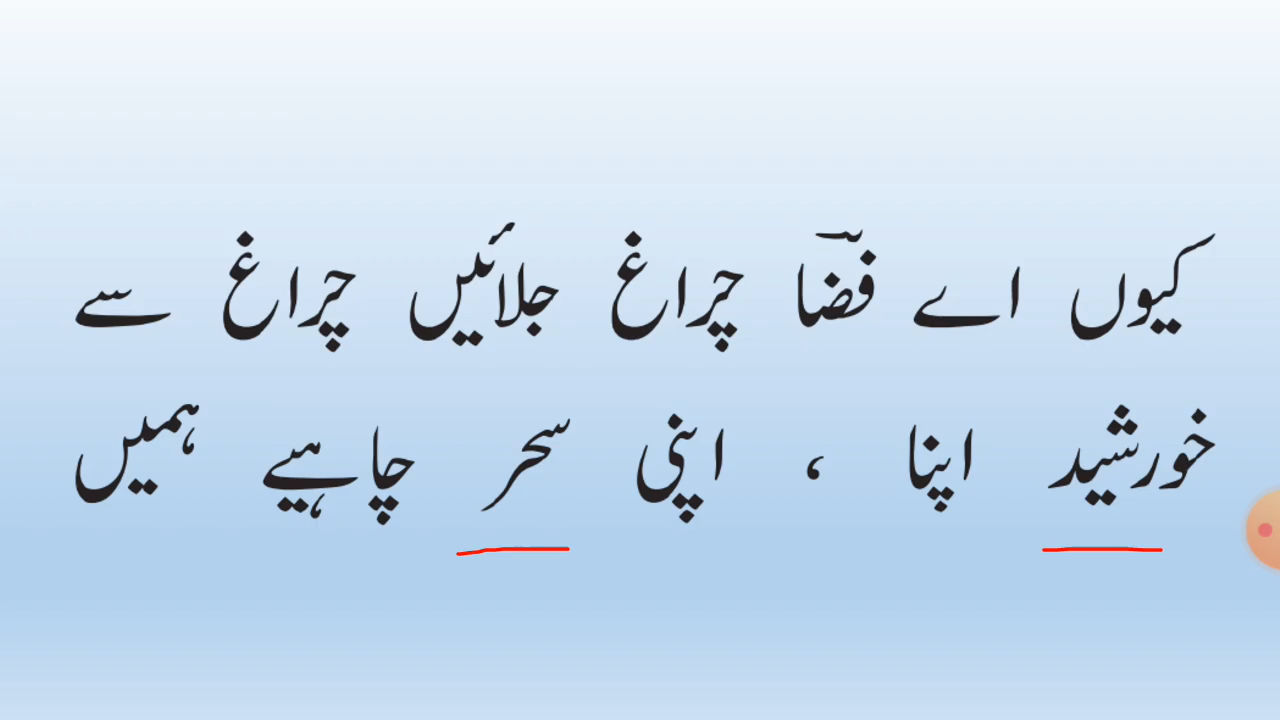 کیوں اے فضاؔ چراغ جلائیں چراغ سے
خورشید اپنا ، اپنی سحر چاہیے ہمیں